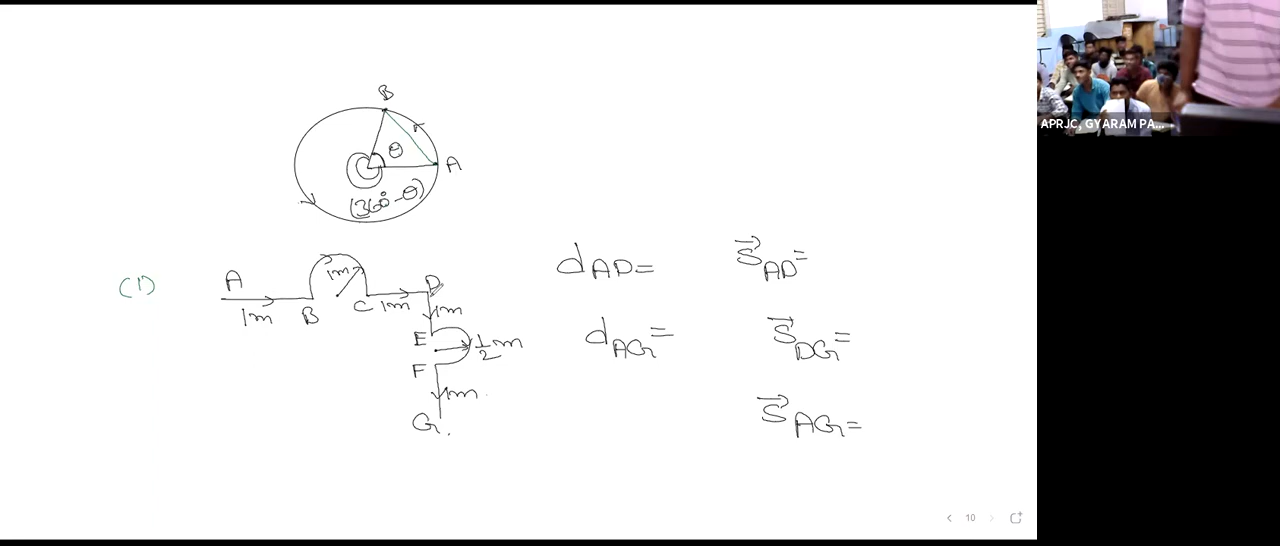 B
θ
A
(360°-θ)
(1)
A
1m
B
1m
C
1m
D
1m
E
1/2 m
F
1m
G.
d_AD=
S⃗_AD=
d_AG=
S⃗_DG=
S⃗_AG=
APRJC, GYARAM PA...
10